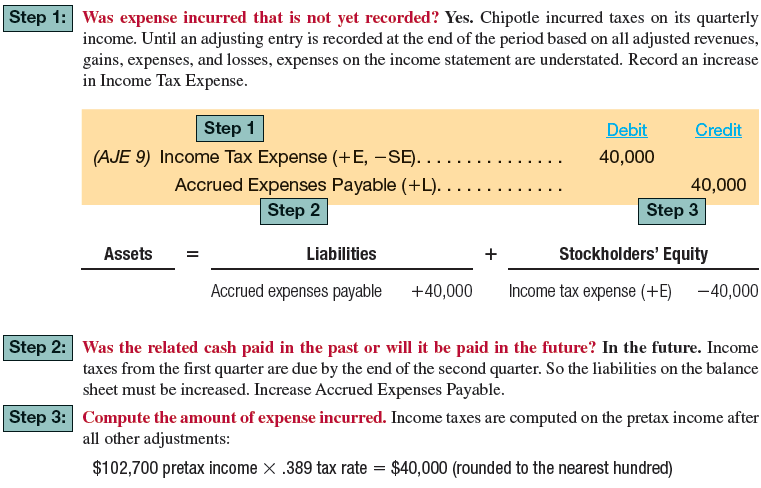 Step 1: Was expense incurred that is not yet recorded? Yes. Chipotle incurred taxes on its quarterly
income. Until an adjusting entry is recorded at the end of the period based on all adjusted revenues,
gains, expenses, and losses, expenses on the income statement are understated. Record an increase
in Income Tax Expense.
Step 1
Debit Credit
(AJE 9) Income Tax Expense (+E, −SE). . . . . . . . . . . . . . . 40,000
Accrued Expenses Payable (+L). . . . . . . . . . . . . 40,000
Step 2 Step 3
Assets = Liabilities + Stockholders’ Equity
Accrued expenses payable +40,000 Income tax expense (+E) −40,000
Step 2: Was the related cash paid in the past or will it be paid in the future? In the future. Income
taxes from the first quarter are due by the end of the second quarter. So the liabilities on the balance
sheet must be increased. Increase Accrued Expenses Payable.
Step 3: Compute the amount of expense incurred. Income taxes are computed on the pretax income after
all other adjustments:
$102,700 pretax income × .389 tax rate = $40,000 (rounded to the nearest hundred)